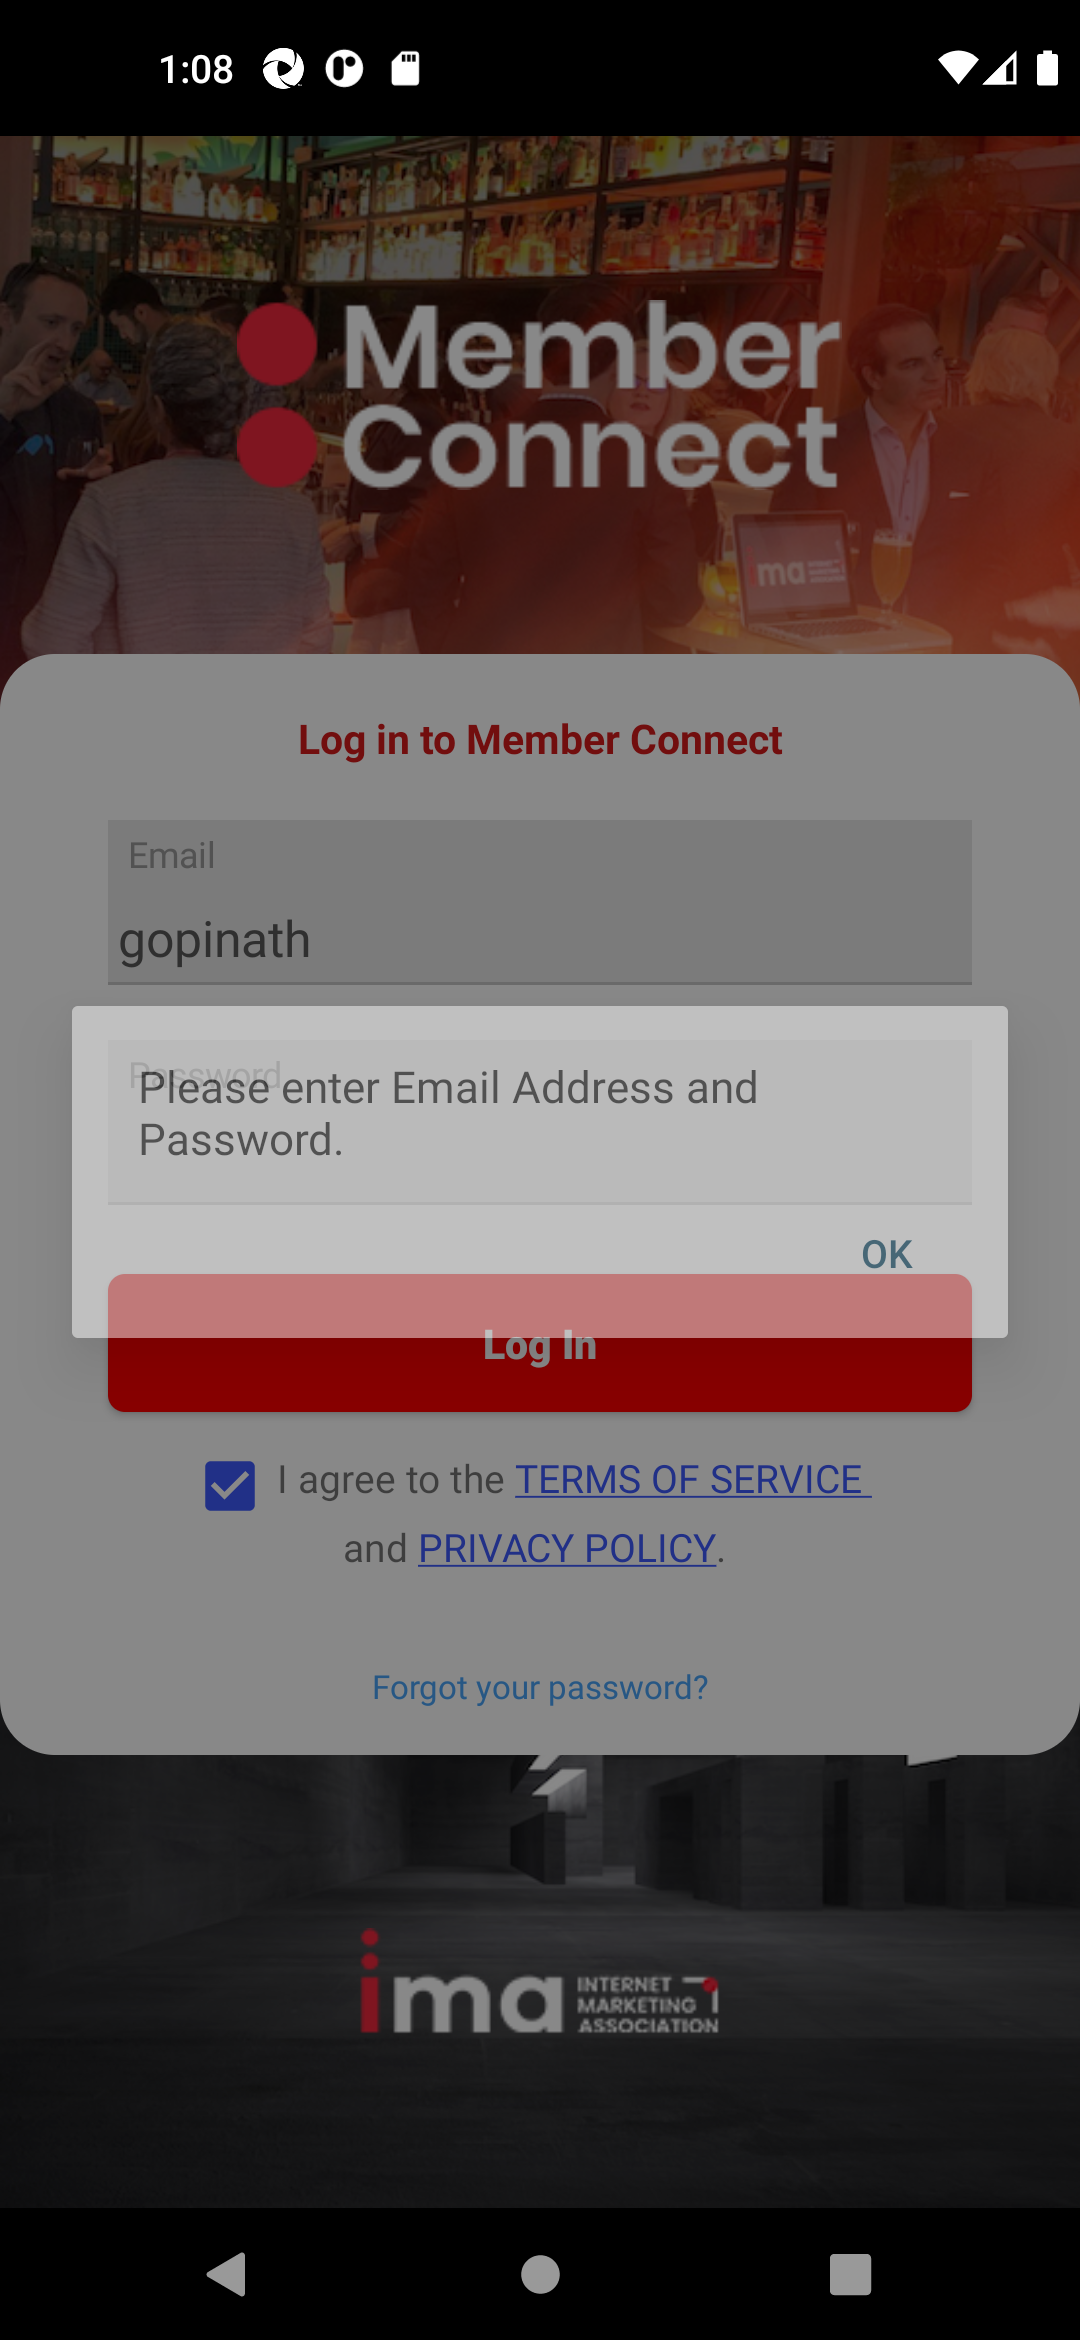 1:08
Member
Connect
ima
Log in to Member Connect
Email
gopinath
Password
Please enter Email Address and
Password.
OK
Log In
I agree to the TERMS OF SERVICE
and PRIVACY POLICY.
Forgot your password?
ima INTERNET
MARKETING
ASSOCIATION